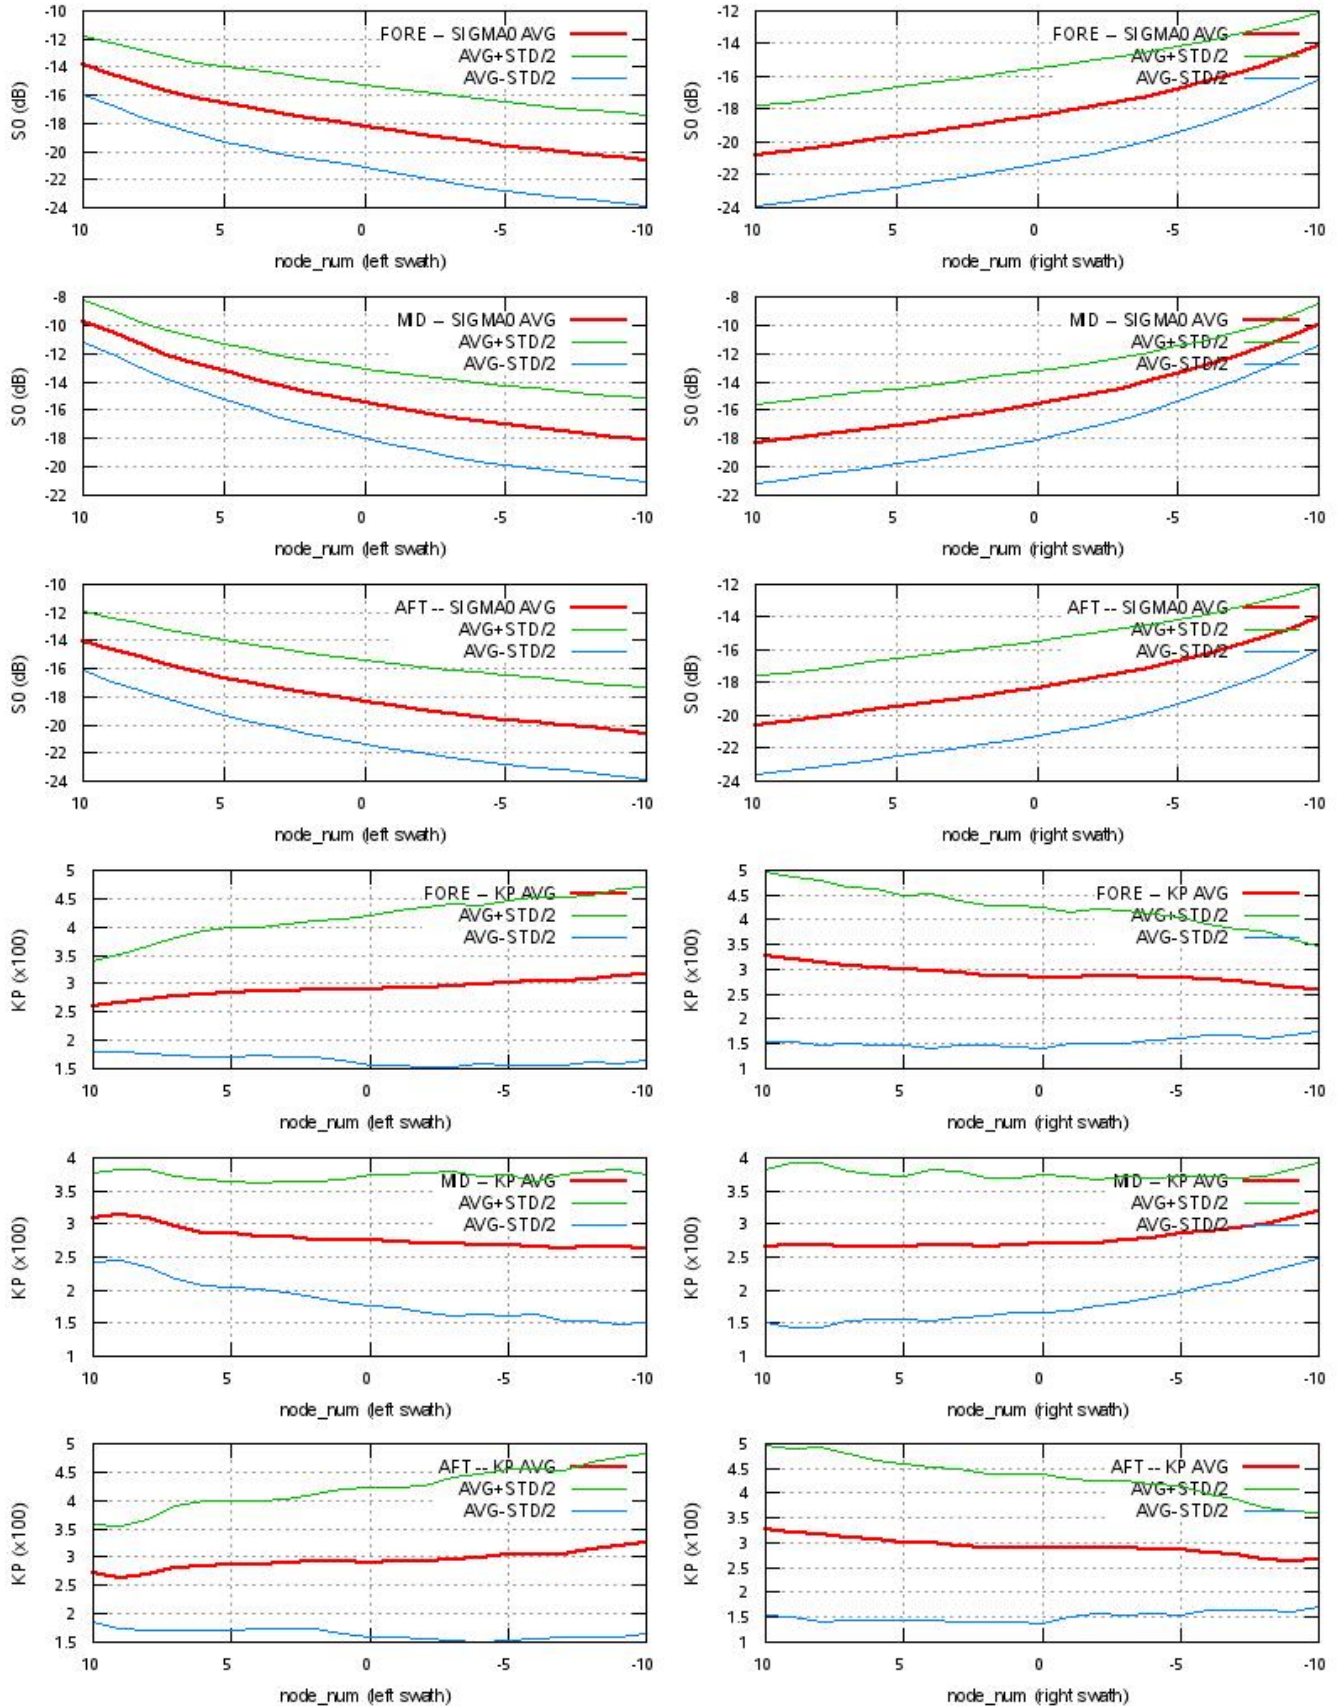 -10
-12
-14
-16
-18
-20
-22
-24
S0 (dB)
FORE -- SIGMA0 AVG
AVG+STD/2
AVG-STD/2
10 5 0 -5 -10
node_num (left swath)
-12
-14
-16
-18
-20
-22
-24
S0 (dB)
FORE -- SIGMA0 AVG
AVG+STD/2
AVG-STD/2
10 5 0 -5 -10
node_num (right swath)
-8
-10
-12
-14
-16
-18
-20
-22
S0 (dB)
MID -- SIGMA0 AVG
AVG+STD/2
AVG-STD/2
10 5 0 -5 -10
node_num (left swath)
-8
-10
-12
-14
-16
-18
-20
-22
S0 (dB)
MID -- SIGMA0 AVG
AVG+STD/2
AVG-STD/2
10 5 0 -5 -10
node_num (right swath)
-10
-12
-14
-16
-18
-20
-22
-24
S0 (dB)
AFT -- SIGMA0 AVG
AVG+STD/2
AVG-STD/2
10 5 0 -5 -10
node_num (left swath)
-12
-14
-16
-18
-20
-22
-24
S0 (dB)
AFT -- SIGMA0 AVG
AVG+STD/2
AVG-STD/2
10 5 0 -5 -10
node_num (right swath)
5
4.5
4
3.5
3
2.5
2
1.5
KP (x100)
FORE -- KP AVG
AVG+STD/2
AVG-STD/2
10 5 0 -5 -10
node_num (left swath)
5
4.5
4
3.5
3
2.5
2
1.5
1
KP (x100)
FORE -- KP AVG
AVG+STD/2
AVG-STD/2
10 5 0 -5 -10
node_num (right swath)
4
3.5
3
2.5
2
1.5
1
KP (x100)
MID -- KP AVG
AVG+STD/2
AVG-STD/2
10 5 0 -5 -10
node_num (left swath)
4
3.5
3
2.5
2
1.5
1
KP (x100)
MID -- KP AVG
AVG+STD/2
AVG-STD/2
10 5 0 -5 -10
node_num (right swath)
5
4.5
4
3.5
3
2.5
2
1.5
KP (x100)
AFT -- KP AVG
AVG+STD/2
AVG-STD/2
10 5 0 -5 -10
node_num (left swath)
5
4.5
4
3.5
3
2.5
2
1.5
1
KP (x100)
AFT -- KP AVG
AVG+STD/2
AVG-STD/2
10 5 0 -5 -10
node_num (right swath)